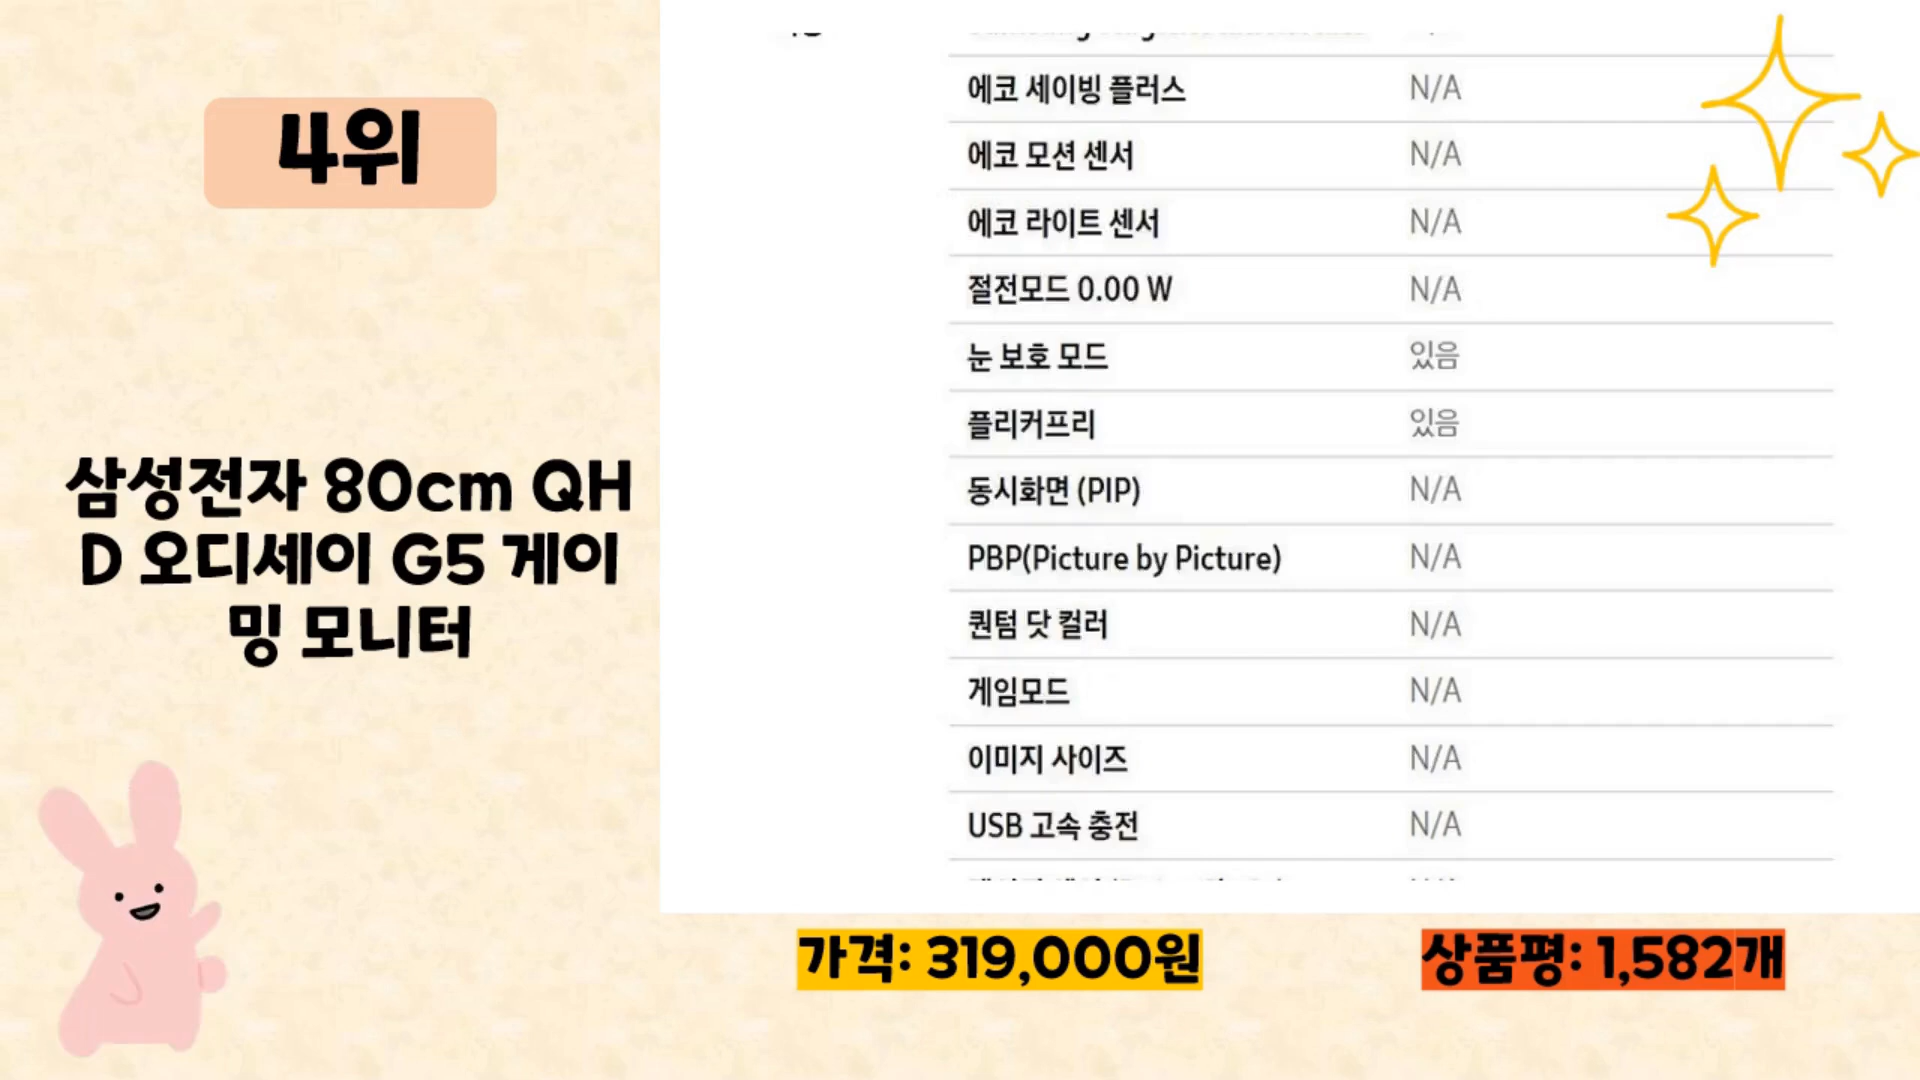 4위
삼성전자 80cm QH
D 오디세이 G5 게이
밍 모니터
에코 세이빙 플러스 N/A
에코 모션 센서 N/A
에코 라이트 센서 N/A
절전모드 0.00 W N/A
눈 보호 모드 있음
플리커프리 있음
동시화면 (PIP) N/A
PBP(Picture by Picture) N/A
퀀텀 닷 컬러 N/A
게임모드 N/A
이미지 사이즈 N/A
USB 고속 충전 N/A
가격: 319,000원
상품평: 1,582개